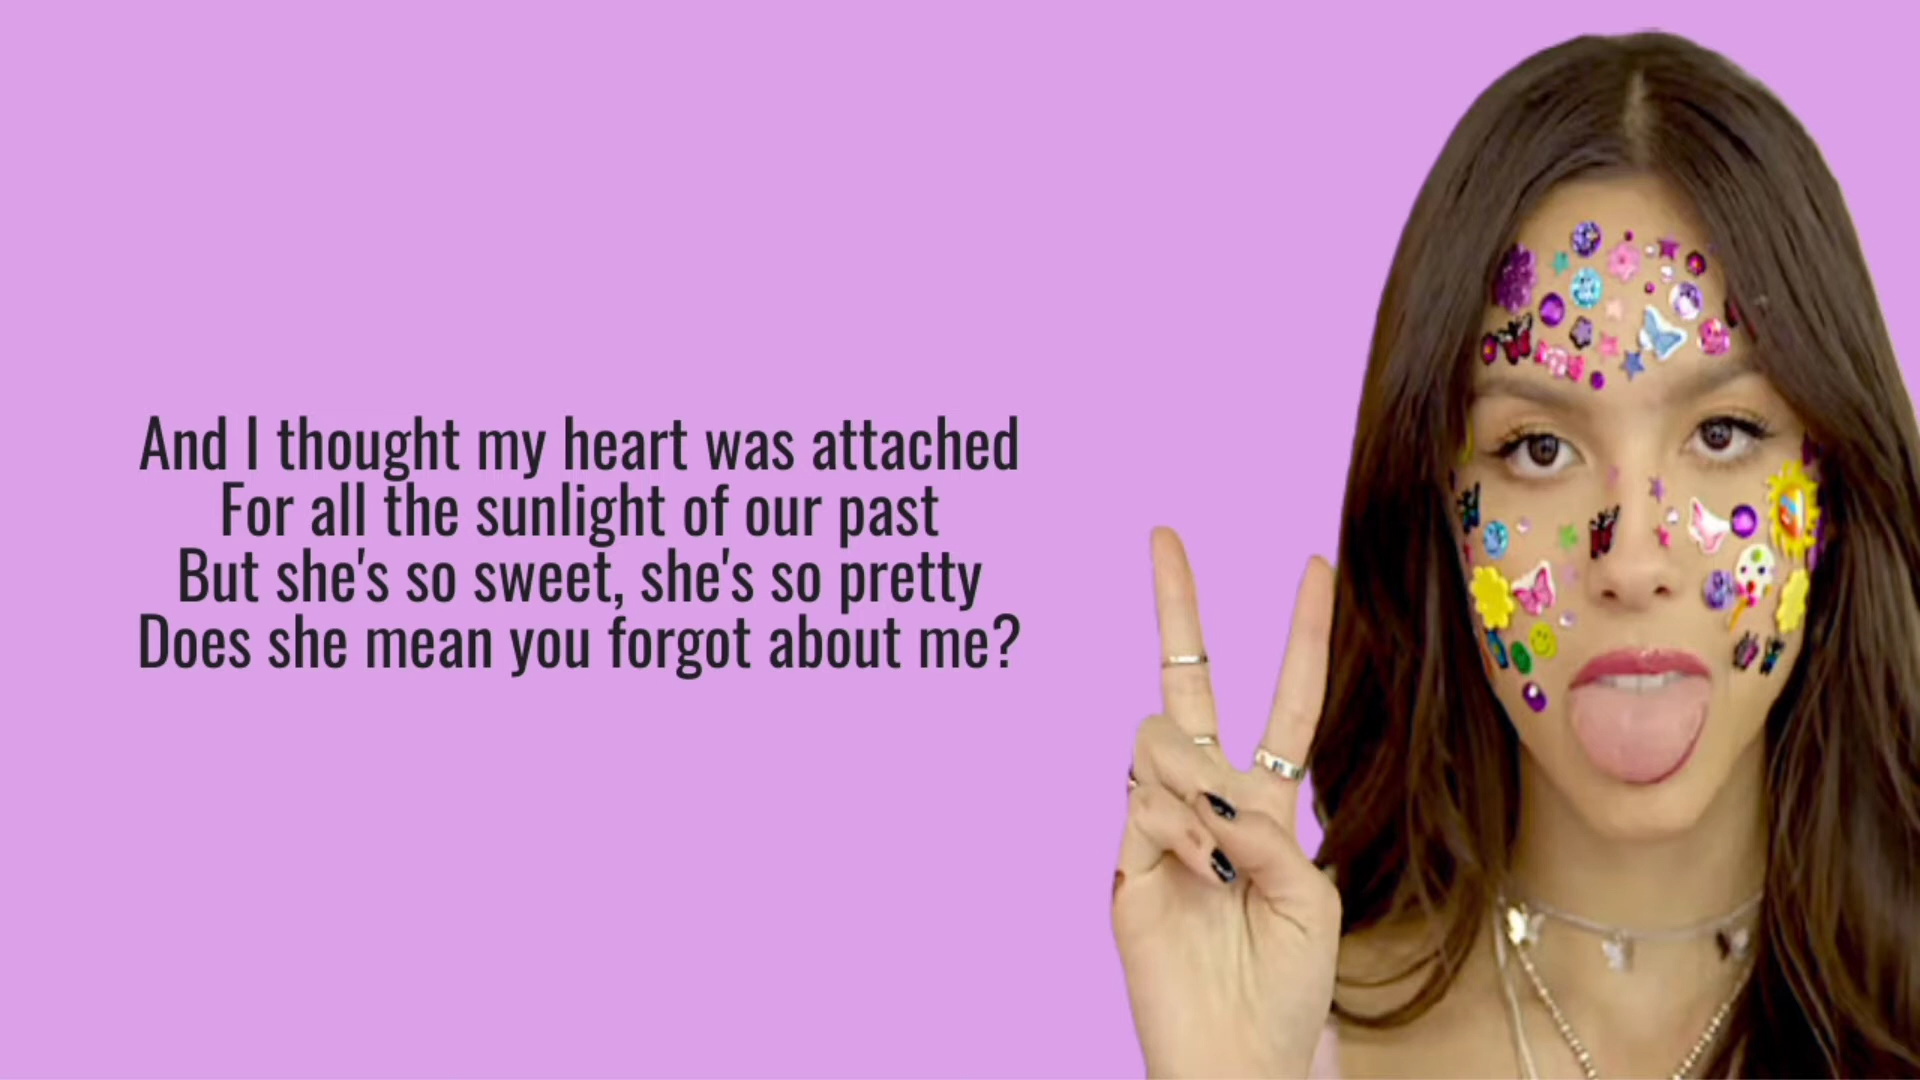 And I thought my heart was attached
For all the sunlight of our past
But she's so sweet, she's so pretty
Does she mean you forgot about me?